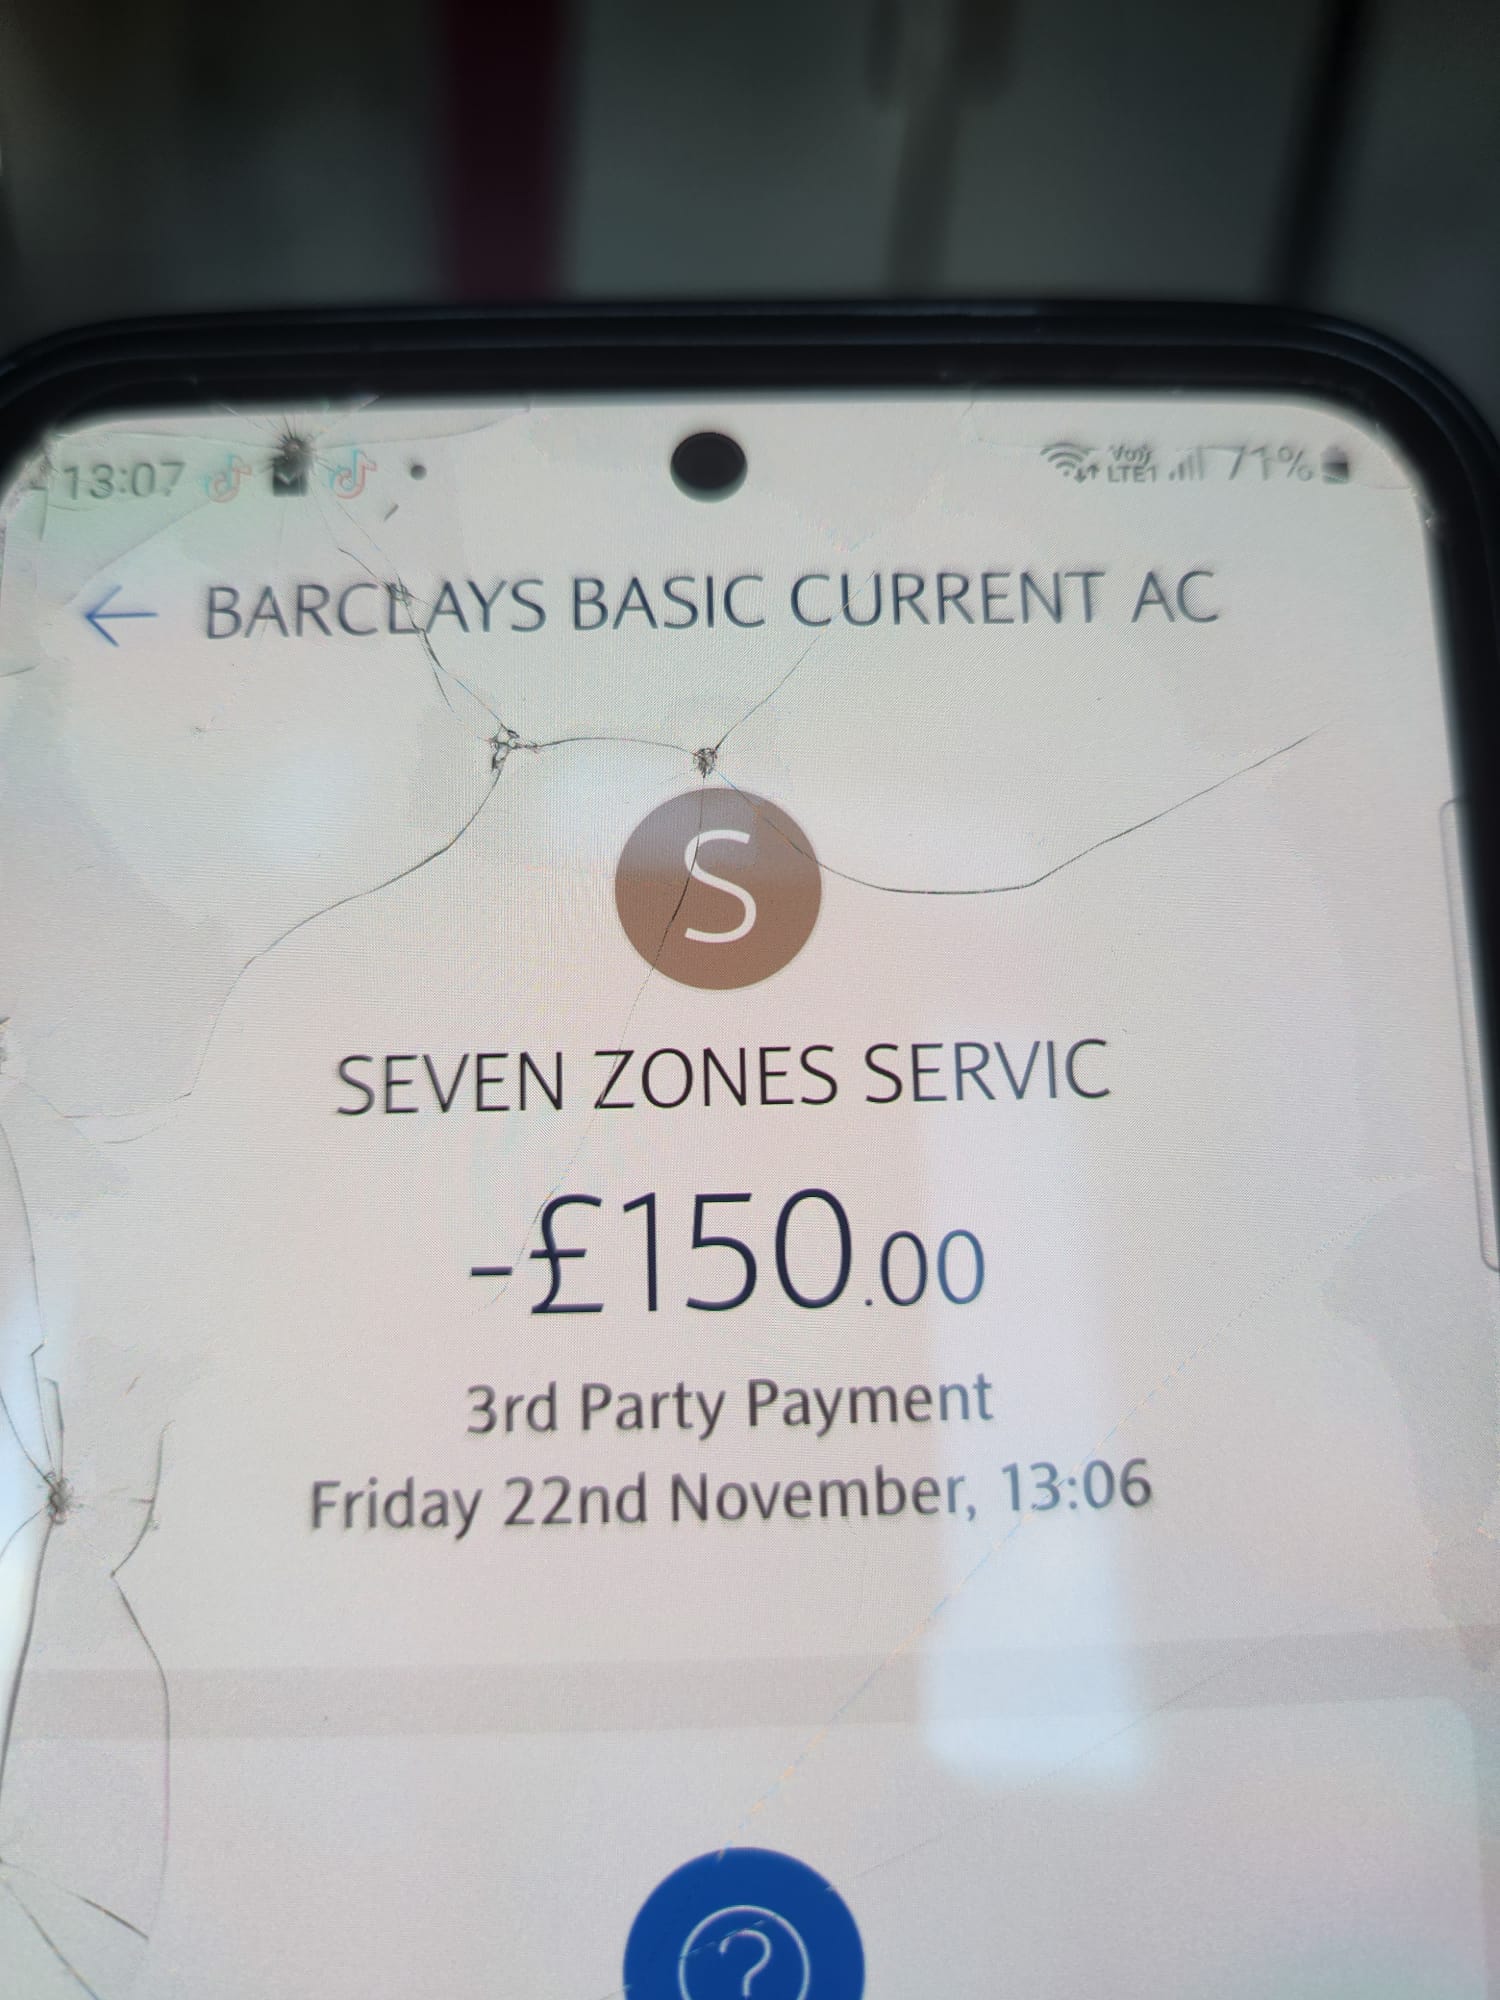 13:07 Vo)) LTE1 71%
BARCLAYS BASIC CURRENT AC
S
SEVEN ZONES SERVIC
-£150.00
3rd Party Payment
Friday 22nd November, 13:06
?